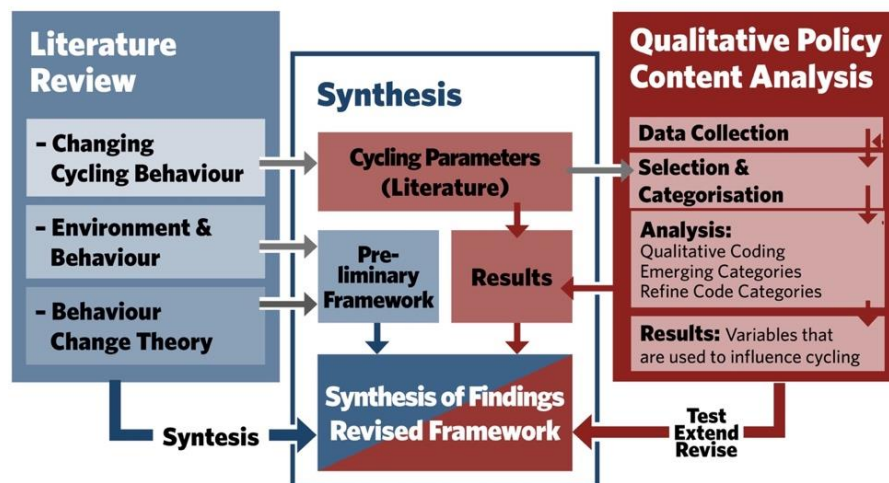 Literature
Review
– Changing
Cycling Behaviour
– Environment &
Behaviour
– Behaviour
Change Theory
Syntesis
Synthesis
Cycling Parameters
(Literature)
Pre-
liminary
Framework
Results
Synthesis of Findings
Revised Framework
Qualitative Policy
Content Analysis
Data Collection
Selection &
Categorisation
Analysis:
Qualitative Coding
Emerging Categories
Refine Code Categories
Results: Variables that
are used to influence cycling
Test
Extend
Revise